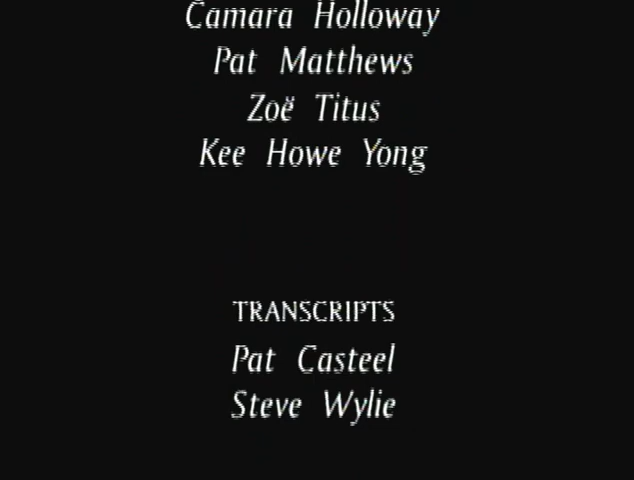 Camara Holloway
Pat Matthews
Zoë Titus
Kee Howe Yong
TRANSCRIPTS
Pat Casteel
Steve Wylie